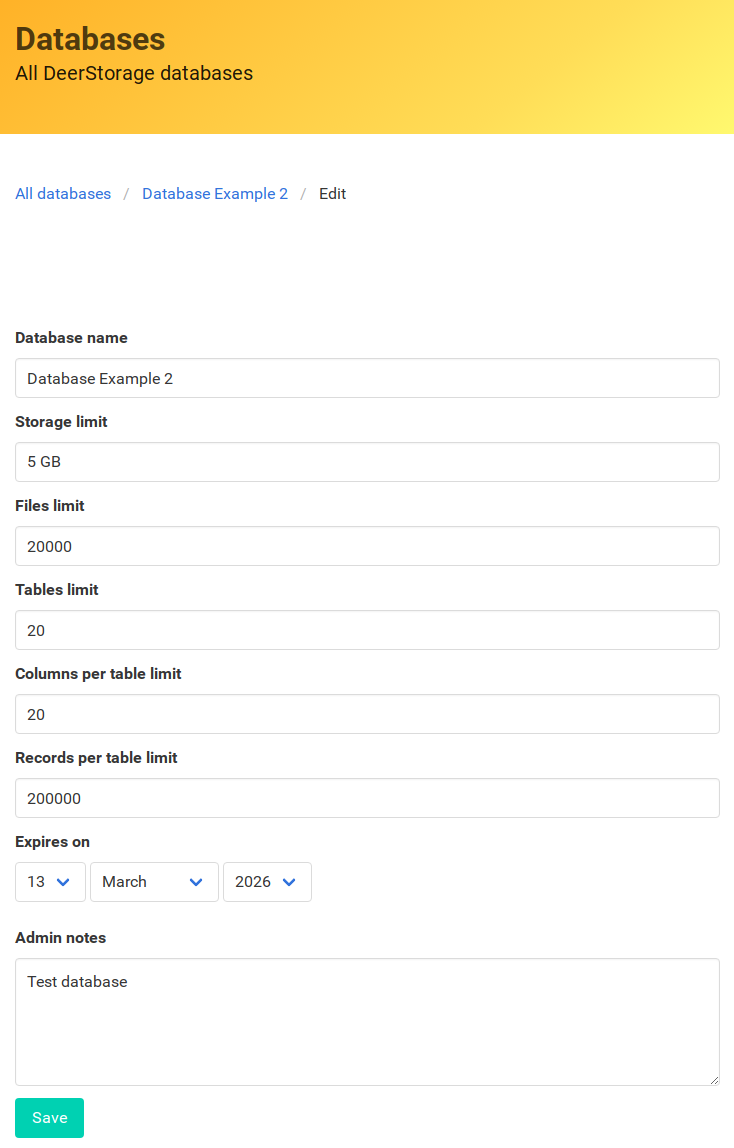 Databases
All DeerStorage databases
All databases / Database Example 2 / Edit
Database name
Database Example 2
Storage limit
5 GB
Files limit
20000
Tables limit
20
Columns per table limit
20
Records per table limit
200000
Expires on
13 March 2026
Admin notes
Test database
Save